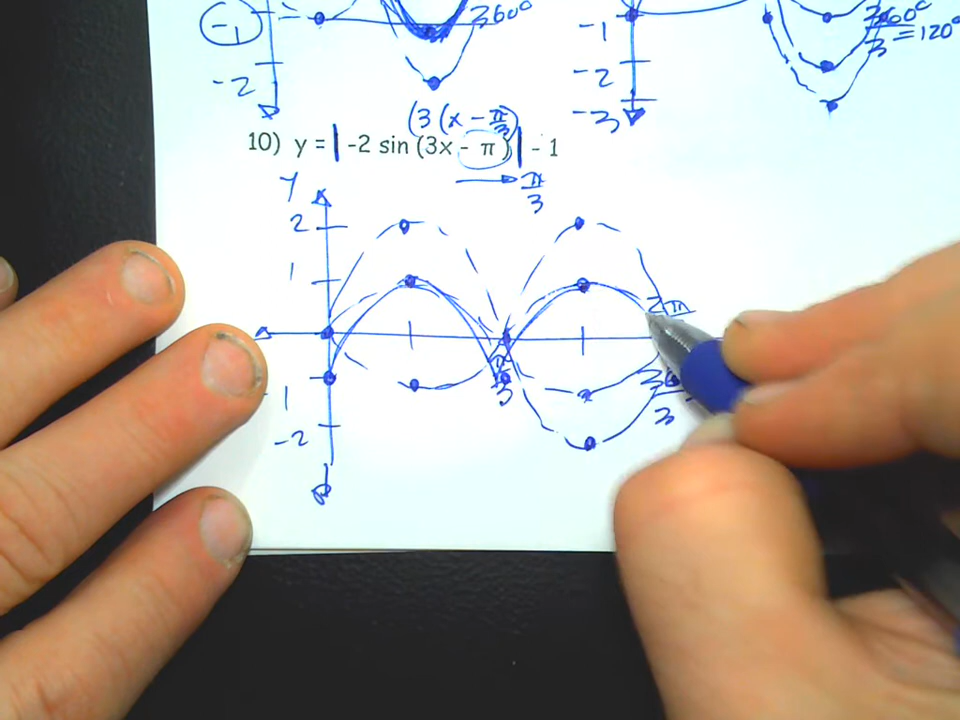 -1
360°
-2
-1
360°
3 = 120°
-2
-3
(3(x - π/3)
10) y = | -2 sin (3x - π) | - 1
→ π/3
y
2
1
2π
π/3
1
-2